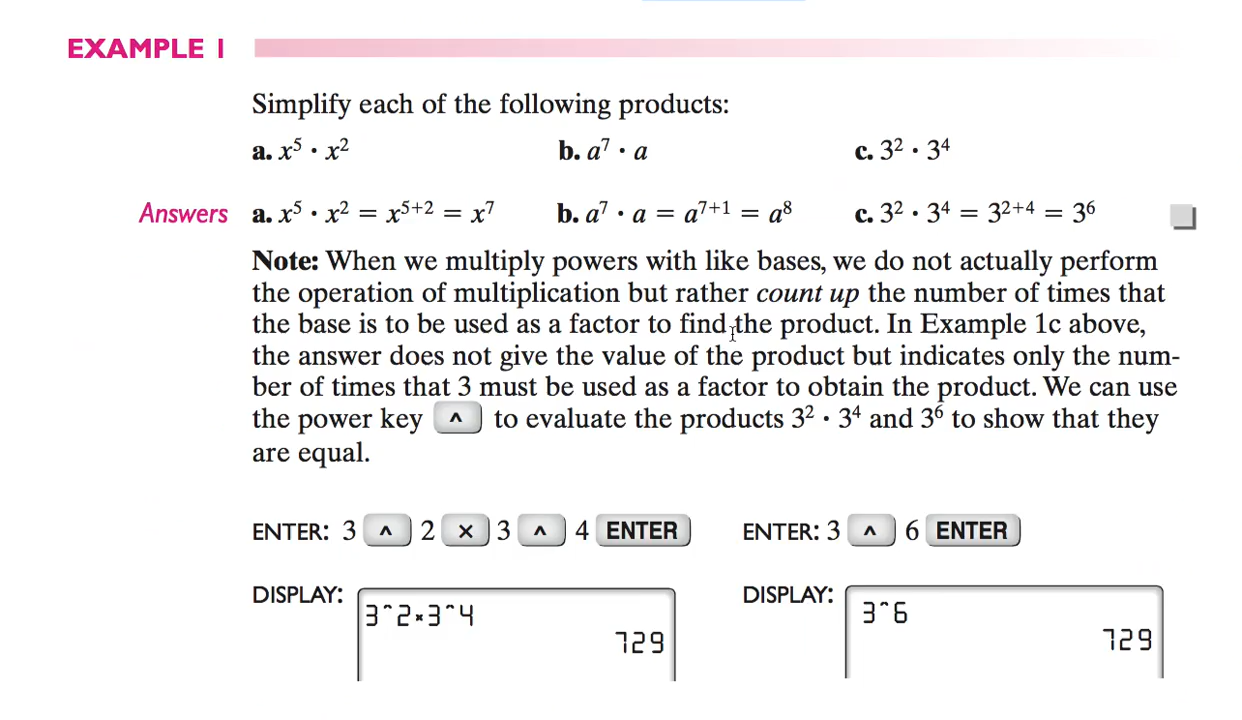 EXAMPLE 1
Simplify each of the following products:
a. x⁵ · x² b. a⁷ · a c. 3² · 3⁴
Answers a. x⁵ · x² = x⁵⁺² = x⁷ b. a⁷ · a = a⁷⁺¹ = a⁸ c. 3² · 3⁴ = 3²⁺⁴ = 3⁶
Note: When we multiply powers with like bases, we do not actually perform
the operation of multiplication but rather count up the number of times that
the base is to be used as a factor to find the product. In Example 1c above,
the answer does not give the value of the product but indicates only the num-
ber of times that 3 must be used as a factor to obtain the product. We can use
the power key ^ to evaluate the products 3² · 3⁴ and 3⁶ to show that they
are equal.
ENTER: 3 ^ 2 × 3 ^ 4 ENTER ENTER: 3 ^ 6 ENTER
DISPLAY: 3^2*3^4 DISPLAY: 3^6
729 729